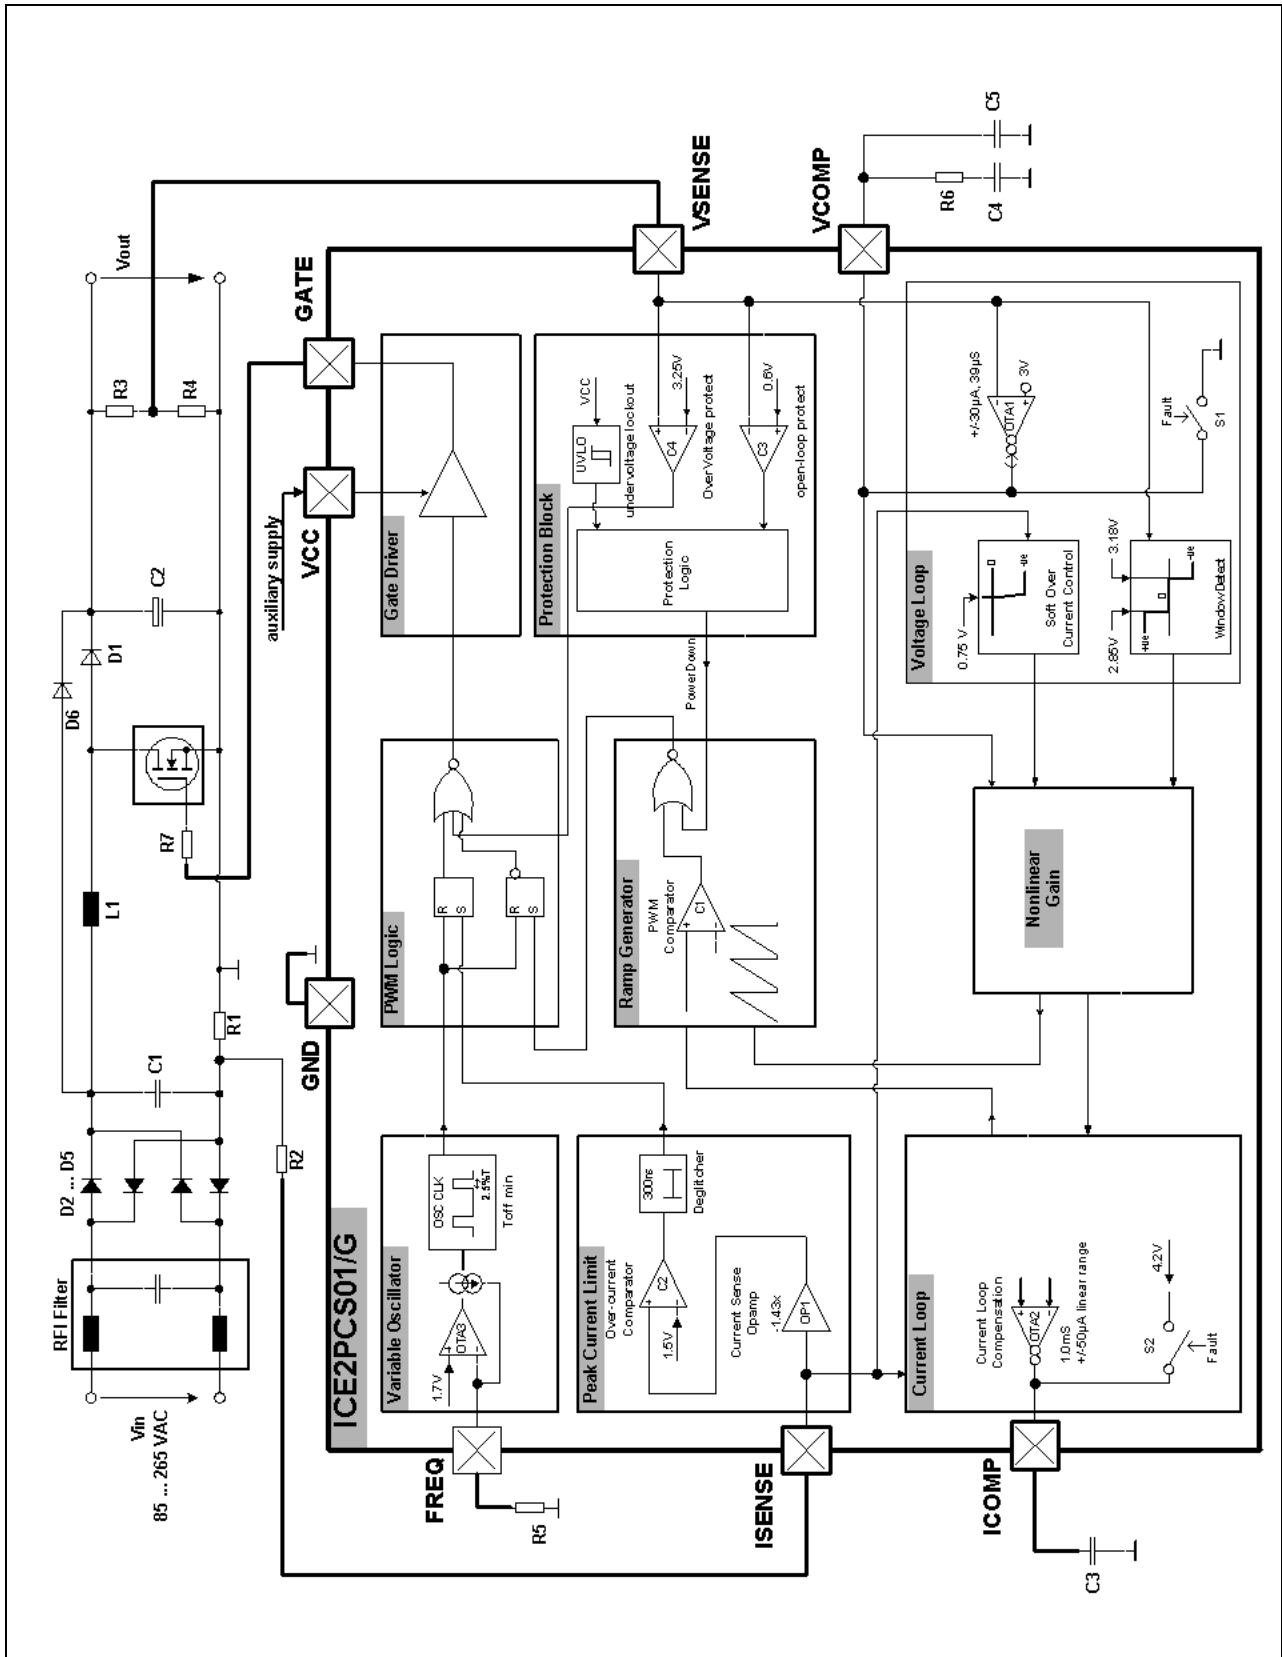 Vin
85 ... 265 VAC
RFI Filter
D2 ... D5
C1
R1
R2
L1
R7
D6
D1
C2
R3
R4
Vout
auxiliary supply
GND
VCC
GATE
ICE2PCS01/G
Variable Oscillator
1.7V
OTA3
OSC CLK
2.5%T
Toff min
PWM Logic
R
S
R
S
Gate Driver
FREQ
R5
Peak Current Limit
Over-current
Comparator
C2
1.5V
300ns
Deglitcher
Current Sense
Opamp
-1.43x
OP1
Ramp Generator
PWM
Comparator
C1
PowerDown
Protection Block
UVLO
VCC
undervoltage lockout
C4
3.25V
OverVoltage protect
C3
0.6V
open-loop protect
Protection
Logic
VSENSE
ISENSE
Current Loop
Current Loop
Compensation
OTA2
1.0mS
+/-50µA linear range
S2
Fault
4.2V
Nonlinear
Gain
Voltage Loop
0.75 V
Soft Over
Current Control
-ue
2.85V
3.18V
+ue
-ue
WindowDetect
+/-30µA, 39µS
OTA1
3V
Fault
S1
VCOMP
R6
C4
C5
ICOMP
C3